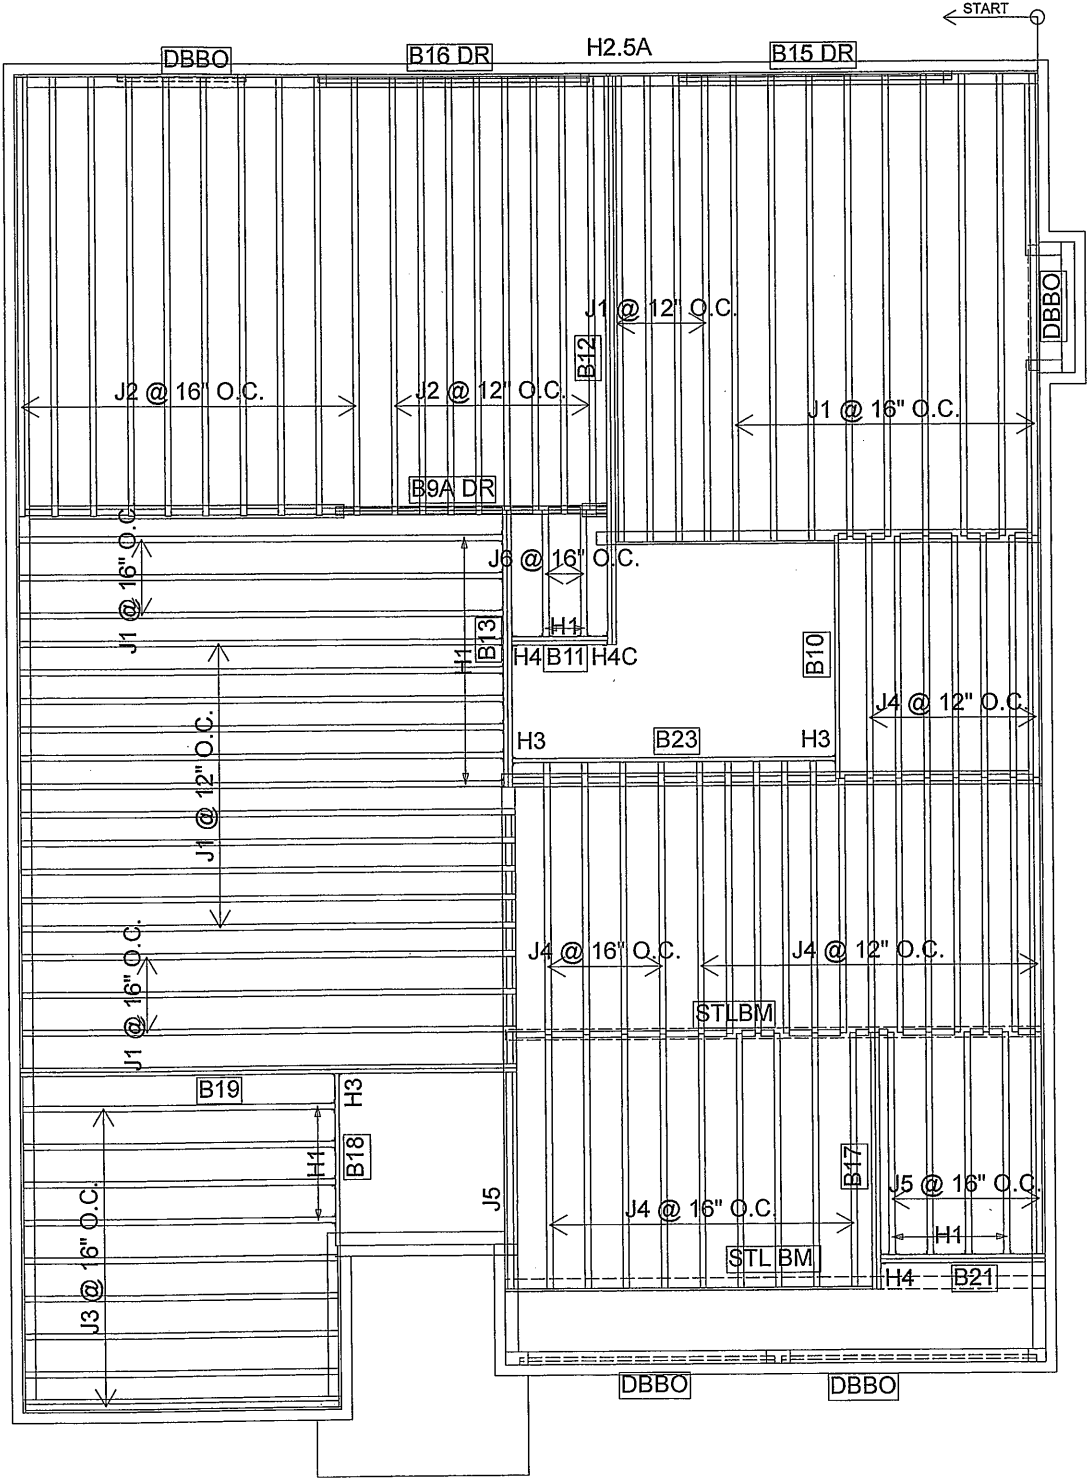 START
DBBO
B16 DR
H2.5A
B15 DR
DBBO
J1 @ 12" O.C.
B12
J2 @ 16" O.C.
J2 @ 12" O.C.
J1 @ 16" O.C.
B9A DR
J1 @ 16" O.C.
J6 @ 16" O.C.
H1
B13
H1
H4
B11
H4C
B10
J4 @ 12" O.C.
H3
B23
H3
J1 @ 12" O.C.
J1 @ 16" O.C.
J4 @ 16" O.C.
J4 @ 12" O.C.
STLBM
B19
H3
H1
B18
B17
J5
J5 @ 16" O.C.
J3 @ 16" O.C.
J4 @ 16" O.C.
H1
STL BM
H4
B21
DBBO
DBBO